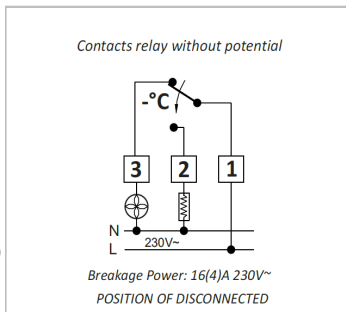 Contacts relay without potential
-°C
3 2 1
N
230V~
L
Breakage Power: 16(4)A 230V~
POSITION OF DISCONNECTED